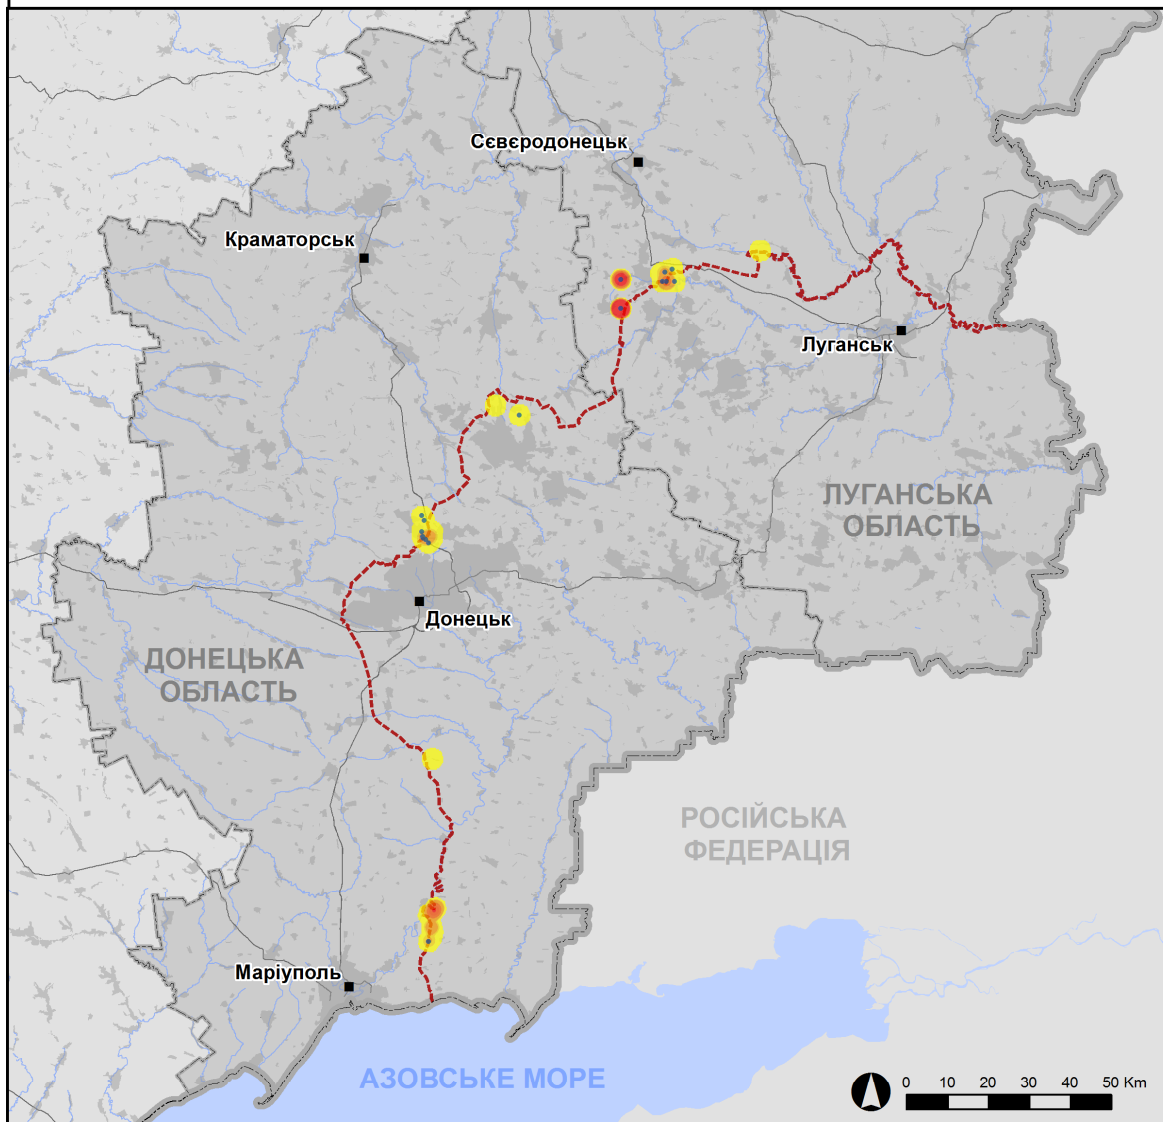 Сєвєродонецьк
Краматорськ
Луганськ
ЛУГАНСЬКА
ОБЛАСТЬ
Донецьк
ДОНЕЦЬКА
ОБЛАСТЬ
РОСІЙСЬКА
ФЕДЕРАЦІЯ
Маріуполь
АЗОВСЬКЕ МОРЕ
0 10 20 30 40 50 Km